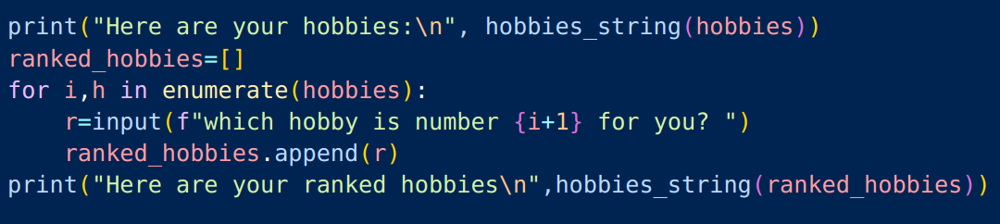 print("Here are your hobbies:\n", hobbies_string(hobbies))
ranked_hobbies=[]
for i,h in enumerate(hobbies):
    r=input(f"which hobby is number {i+1} for you? ")
    ranked_hobbies.append(r)
print("Here are your ranked hobbies\n",hobbies_string(ranked_hobbies))